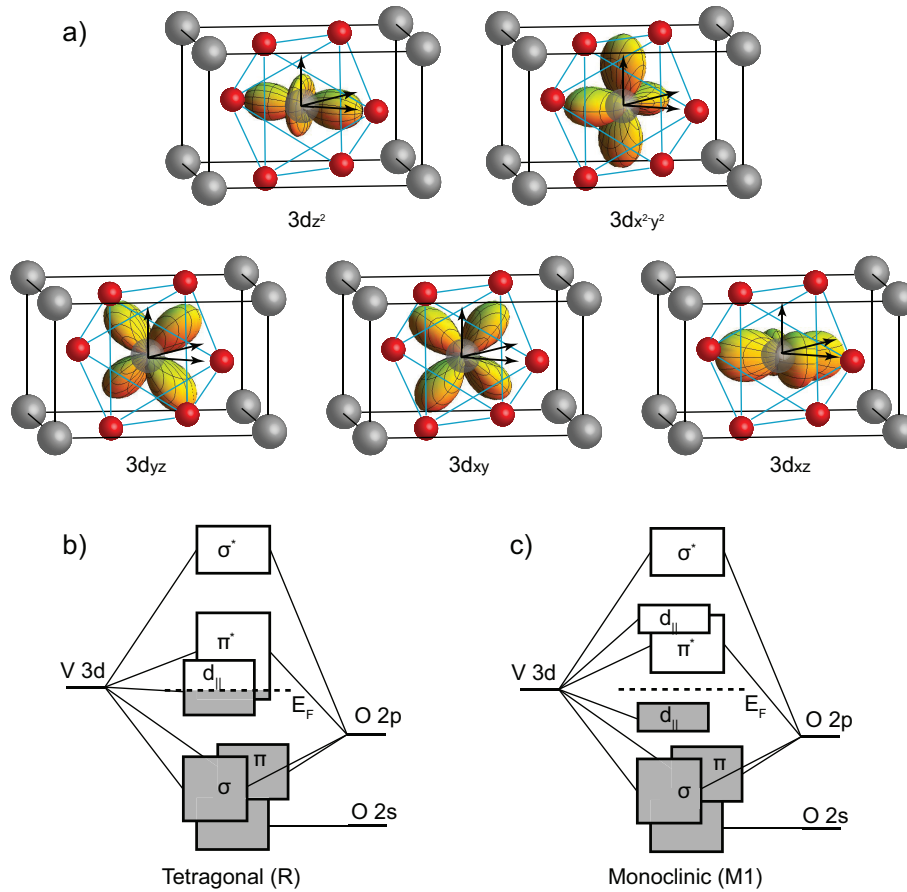 a)
3dz²
3dx²-y²
3dyz
3dxy
3dxz
b)
σ*
π*
V 3d
d||
EF
O 2p
π
σ
O 2s
Tetragonal (R)
c)
σ*
d||
π*
V 3d
EF
d||
O 2p
π
σ
O 2s
Monoclinic (M1)